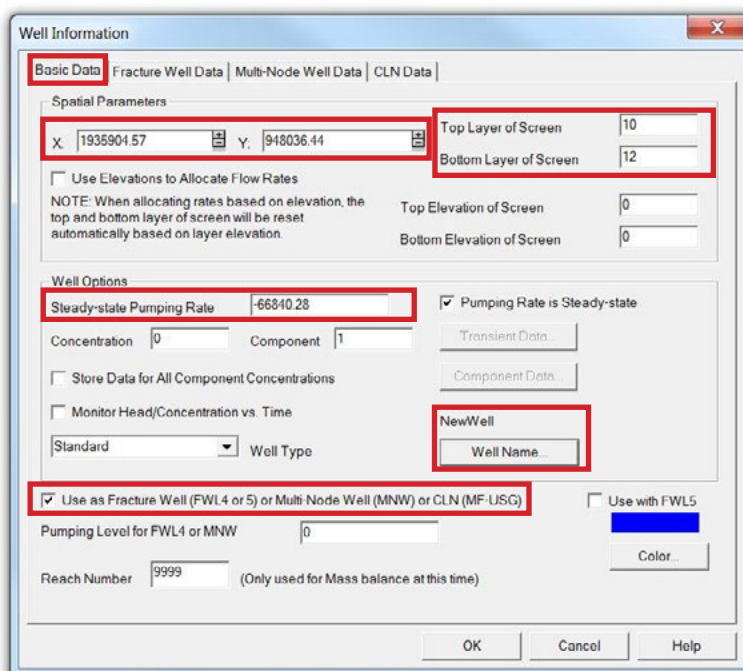 Well Information
X
Basic Data Fracture Well Data Multi-Node Well Data CLN Data
Spatial Parameters
X: 1935904.57 Y: 948036.44
Top Layer of Screen 10
Bottom Layer of Screen 12
Use Elevations to Allocate Flow Rates
NOTE: When allocating rates based on elevation, the
top and bottom layer of screen will be reset
automatically based on layer elevation.
Top Elevation of Screen 0
Bottom Elevation of Screen 0
Well Options
Steady-state Pumping Rate -66840.28
Pumping Rate is Steady-state
Concentration 0 Component 1
Transient Data...
Store Data for All Component Concentrations
Component Data...
Monitor Head/Concentration vs. Time
NewWell
Standard Well Type
Well Name...
Use as Fracture Well (FWL4 or 5) or Multi-Node Well (MNW) or CLN (MF-USG)
Use with FWL5
Pumping Level for FWL4 or MNW 0
Color...
Reach Number 9999 (Only used for Mass balance at this time)
OK Cancel Help